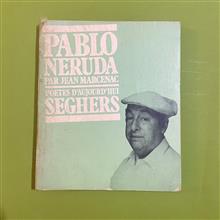 PABLO
NERUDA
PAR JEAN MARCENAC
POÈTES D'AUJOURD'HUI
SEGHERS